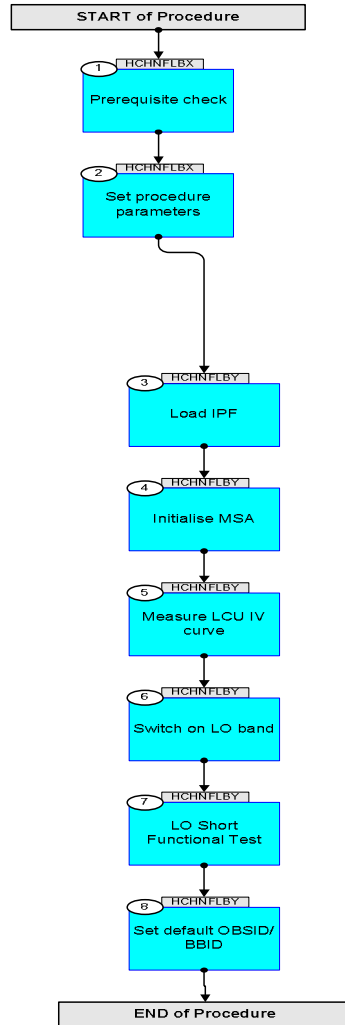 START of Procedure
HCHNFLBX
1
Prerequisite check
HCHNFLBX
2
Set procedure
parameters
HCHNFLBY
3
Load IPF
HCHNFLBY
4
Initialise MSA
HCHNFLBY
5
Measure LCU IV
curve
HCHNFLBY
6
Switch on LO band
HCHNFLBY
7
LO Short
Functional Test
HCHNFLBY
8
Set default OBSID/
BBID
END of Procedure